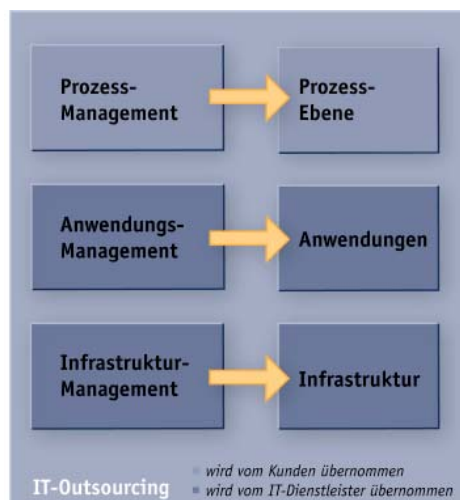 Prozess-
Management
Prozess-
Ebene
Anwendungs-
Management
Anwendungen
Infrastruktur-
Management
Infrastruktur
IT-Outsourcing
wird vom Kunden übernommen
wird vom IT-Dienstleister übernommen